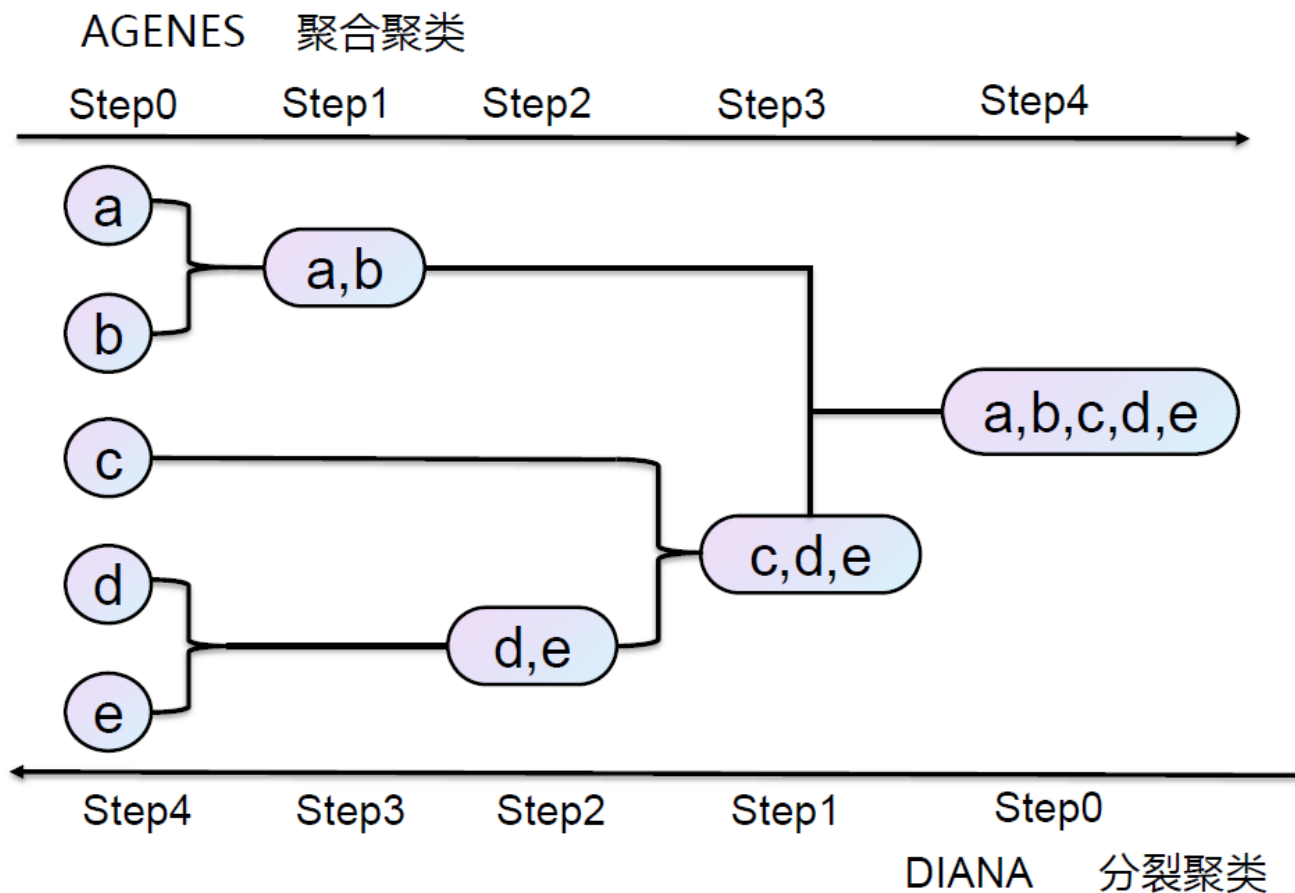 AGENES 聚合聚类
Step0 Step1 Step2 Step3 Step4
a
a,b
b
a,b,c,d,e
c
c,d,e
d
d,e
e
Step4 Step3 Step2 Step1 Step0
DIANA 分裂聚类